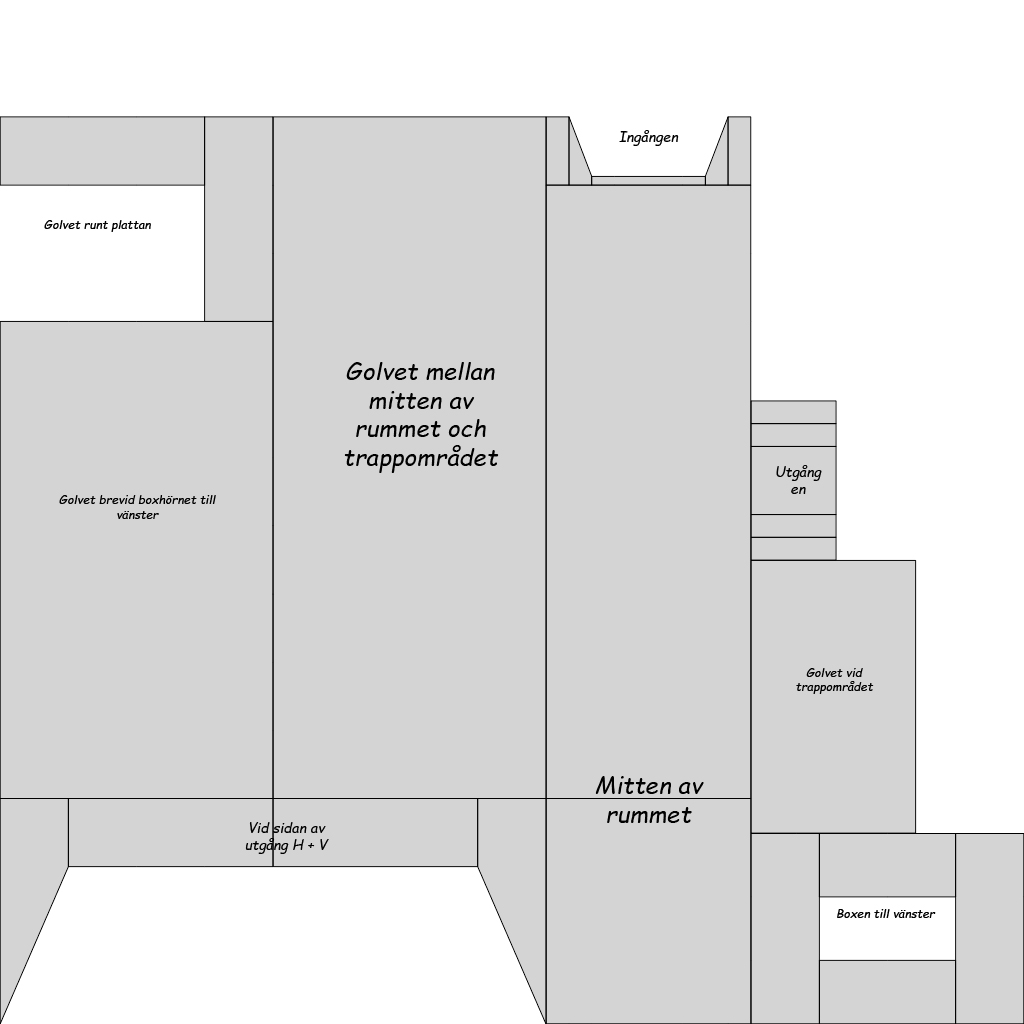 Ingången
Golvet runt plattan
Golvet mellan
mitten av
rummet och
trappområdet
Utgång
en
Golvet brevid boxhörnet till
vänster
Golvet vid
trappområdet
Mitten av
rummet
Vid sidan av
utgång H + V
Boxen till vänster